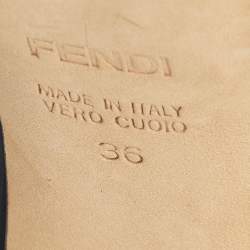 FENDI
MADE IN ITALY
VERO CUOIO
36